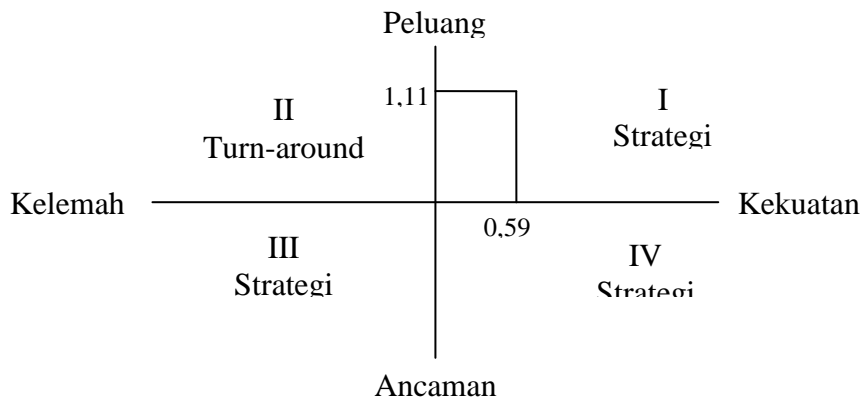 Peluang
1,11
I
Strategi
II
Turn-around
Kelemah
Kekuatan
0,59
III
Strategi
IV
Strategi
Ancaman